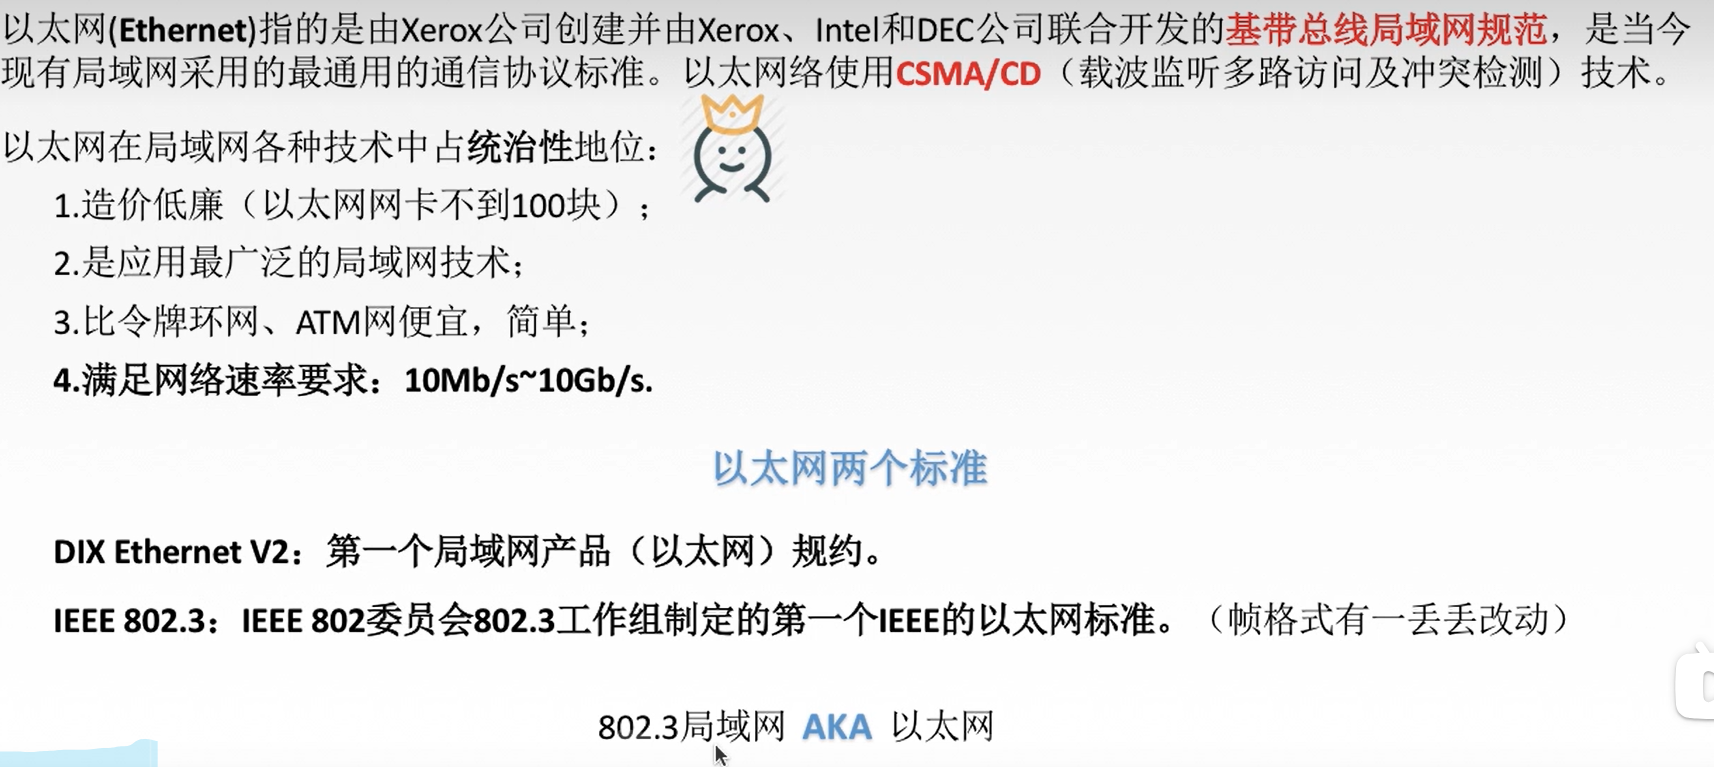 以太网(Ethernet)指的是由Xerox公司创建并由Xerox、Intel和DEC公司联合开发的基带总线局域网规范，是当今
现有局域网采用的最通用的通信协议标准。以太网络使用CSMA/CD（载波监听多路访问及冲突检测）技术。
以太网在局域网各种技术中占统治性地位：
1.造价低廉（以太网网卡不到100块）；
2.是应用最广泛的局域网技术；
3.比令牌环网、ATM网便宜，简单；
4.满足网络速率要求：10Mb/s~10Gb/s.
以太网两个标准
DIX Ethernet V2：第一个局域网产品（以太网）规约。
IEEE 802.3：IEEE 802委员会802.3工作组制定的第一个IEEE的以太网标准。（帧格式有一丢丢改动）
802.3局域网 AKA 以太网